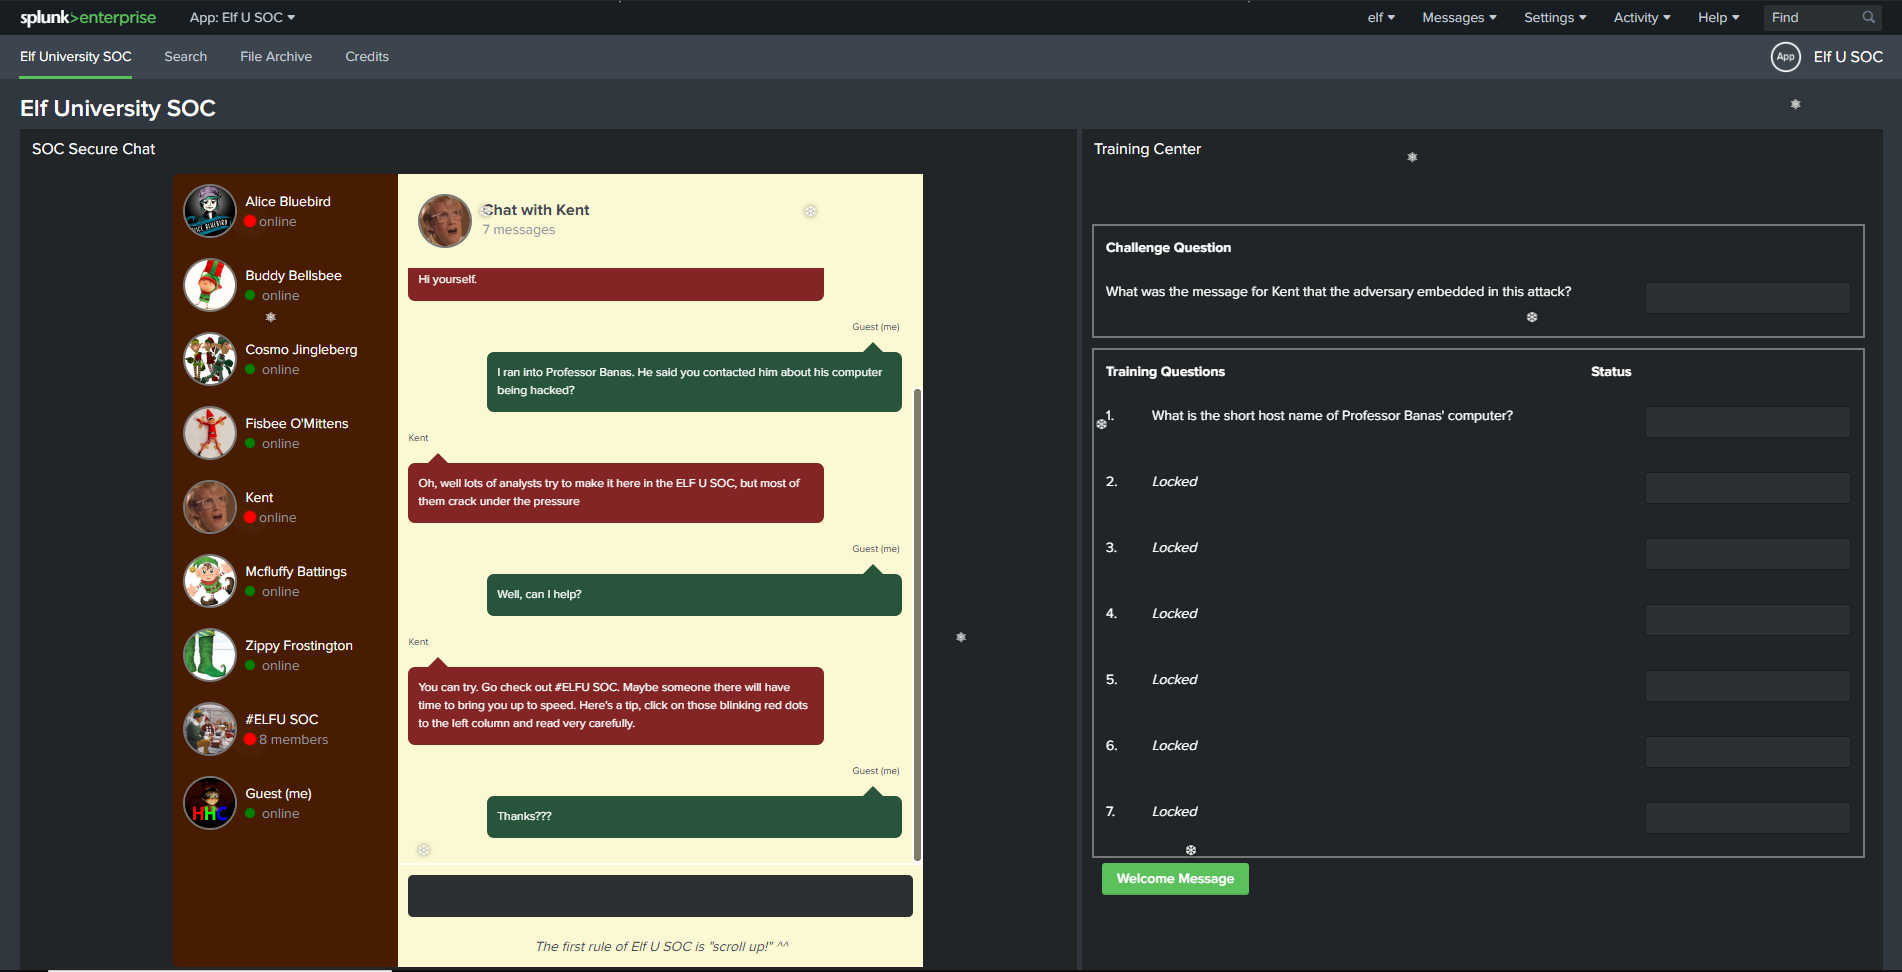 splunk>enterprise App: Elf U SOC
elf Messages Settings Activity Help Find
Elf University SOC Search File Archive Credits
App Elf U SOC
Elf University SOC
SOC Secure Chat
Alice Bluebird
online
Buddy Bellsbee
online
Cosmo Jingleberg
online
Fisbee O'Mittens
online
Kent
online
Mcfluffy Battings
online
Zippy Frostington
online
#ELFU SOC
8 members
HHC
Guest (me)
online
Chat with Kent
7 messages
Hi yourself.
Guest (me)
I ran into Professor Banas. He said you contacted him about his computer
being hacked?
Kent
Oh, well lots of analysts try to make it here in the ELF U SOC, but most of
them crack under the pressure
Guest (me)
Well, can I help?
Kent
You can try. Go check out #ELFU SOC. Maybe someone there will have
time to bring you up to speed. Here's a tip, click on those blinking red dots
to the left column and read very carefully.
Guest (me)
Thanks???
The first rule of Elf U SOC is "scroll up!" ^^
Training Center
Challenge Question
What was the message for Kent that the adversary embedded in this attack?
Training Questions Status
1. What is the short host name of Professor Banas' computer?
2. Locked
3. Locked
4. Locked
5. Locked
6. Locked
7. Locked
Welcome Message